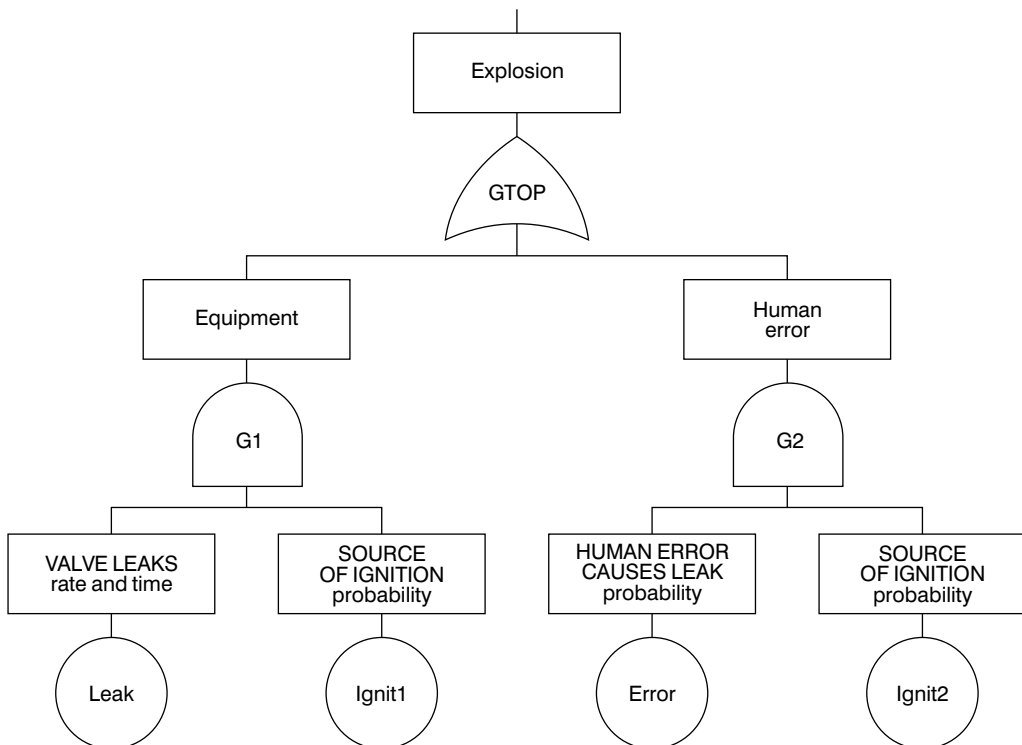 Explosion
GTOP
Equipment
Human
error
G1
G2
VALVE LEAKS
rate and time
SOURCE
OF IGNITION
probability
HUMAN ERROR
CAUSES LEAK
probability
SOURCE
OF IGNITION
probability
Leak
Ignit1
Error
Ignit2